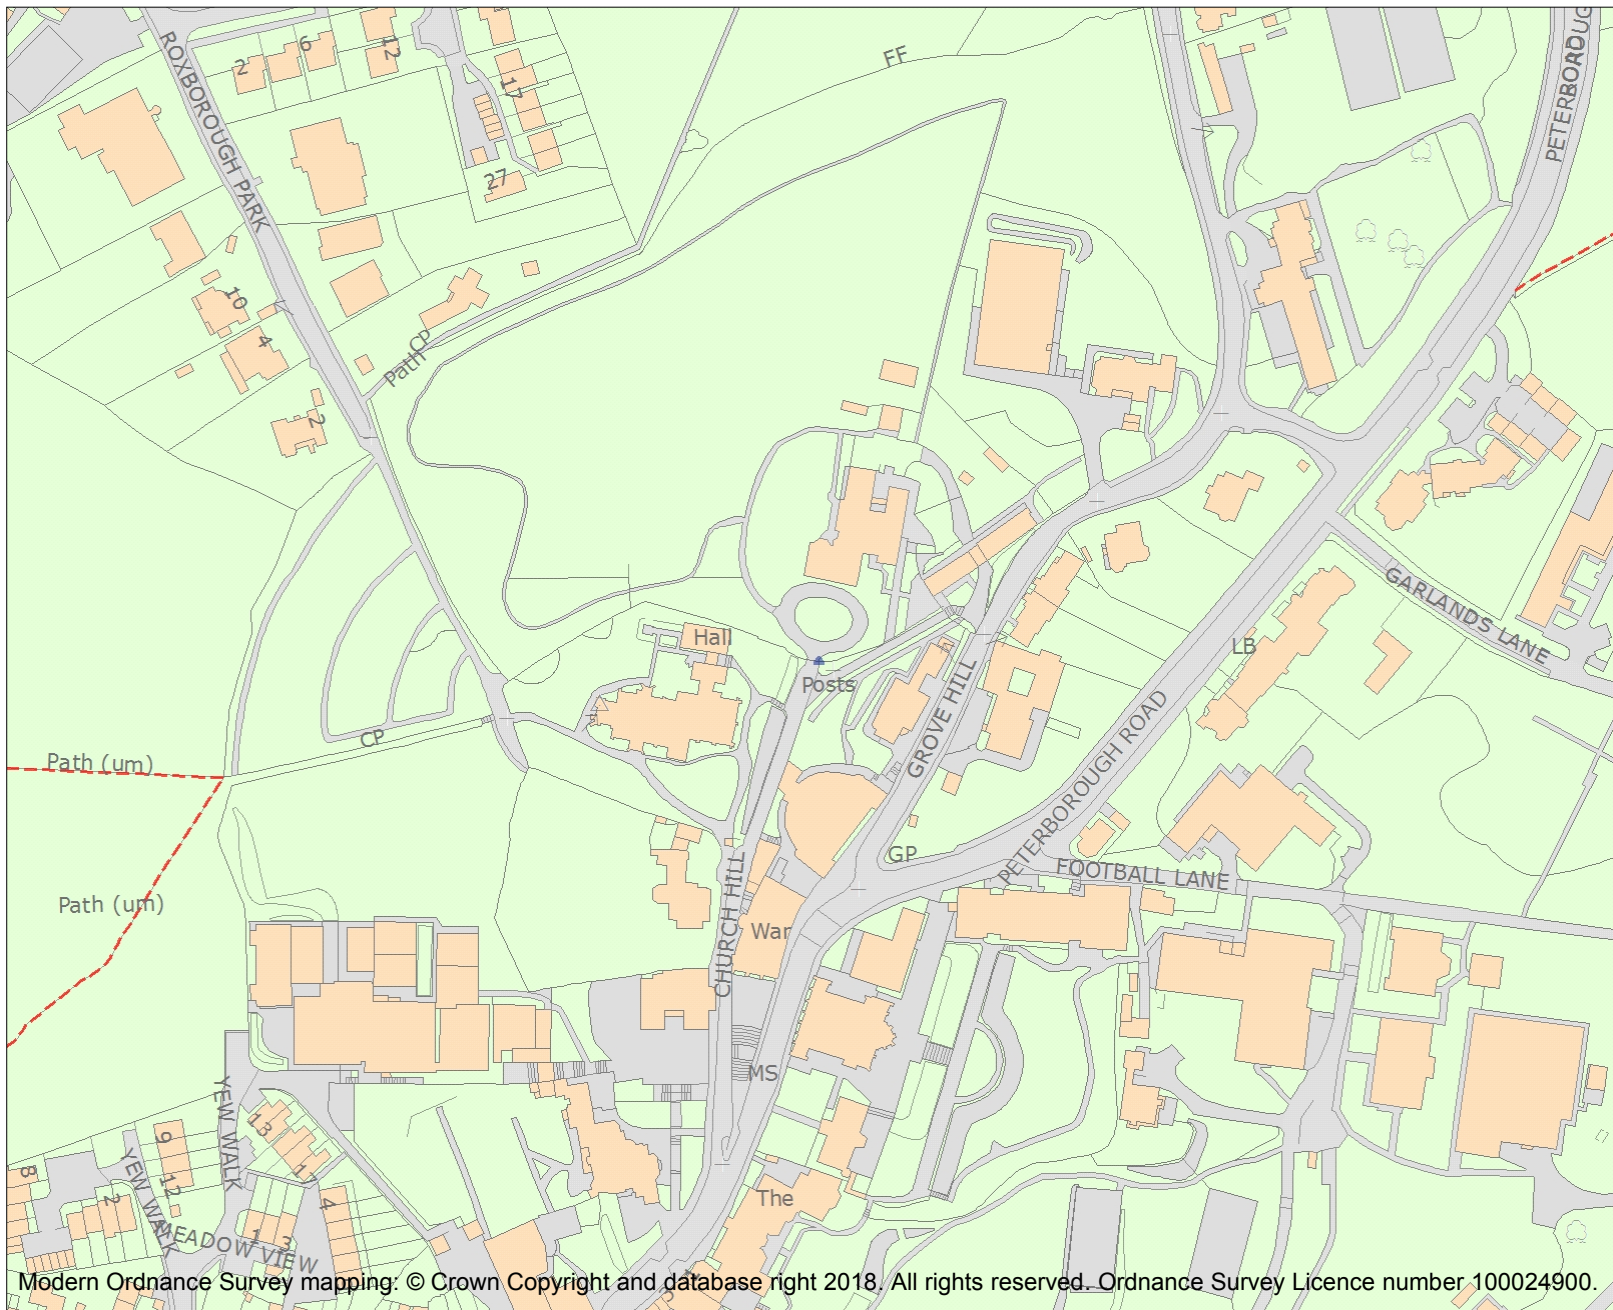 ROXBOROUGH PARK
2
6
12
17
27
FF
PETERBOROUG
ROAD
10
4
2
Path
CP
Hall
Posts
LB
GARLANDS LANE
GROVE HILL
PETERBOROUGH ROAD
CP
Path (um)
GP
FOOTBALL LANE
Path (um)
CHURCH HILL
War
MS
YEW WALK
13
17
9
12
8
2
YEW WALK
4
1
3
MEADOW VIEW
The
Modern Ordnance Survey mapping: © Crown Copyright and database right 2018. All rights reserved. Ordnance Survey Licence number 100024900.